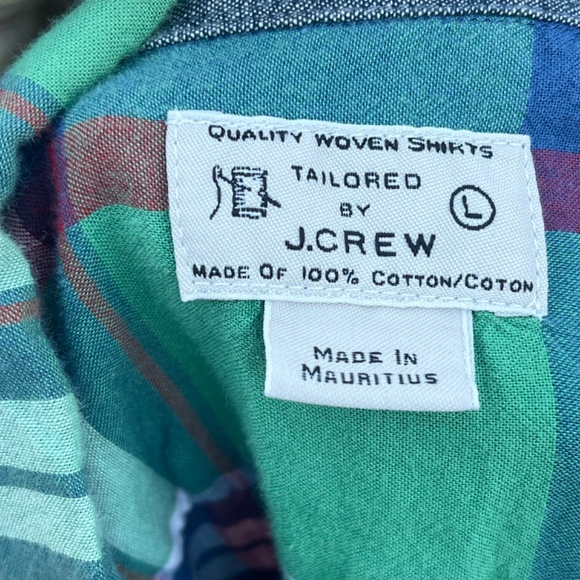 QUALITY WOVEN SHIRTS
TAILORED
BY
L
J.CREW
MADE OF 100% COTTON/COTON
MADE IN
MAURITIUS